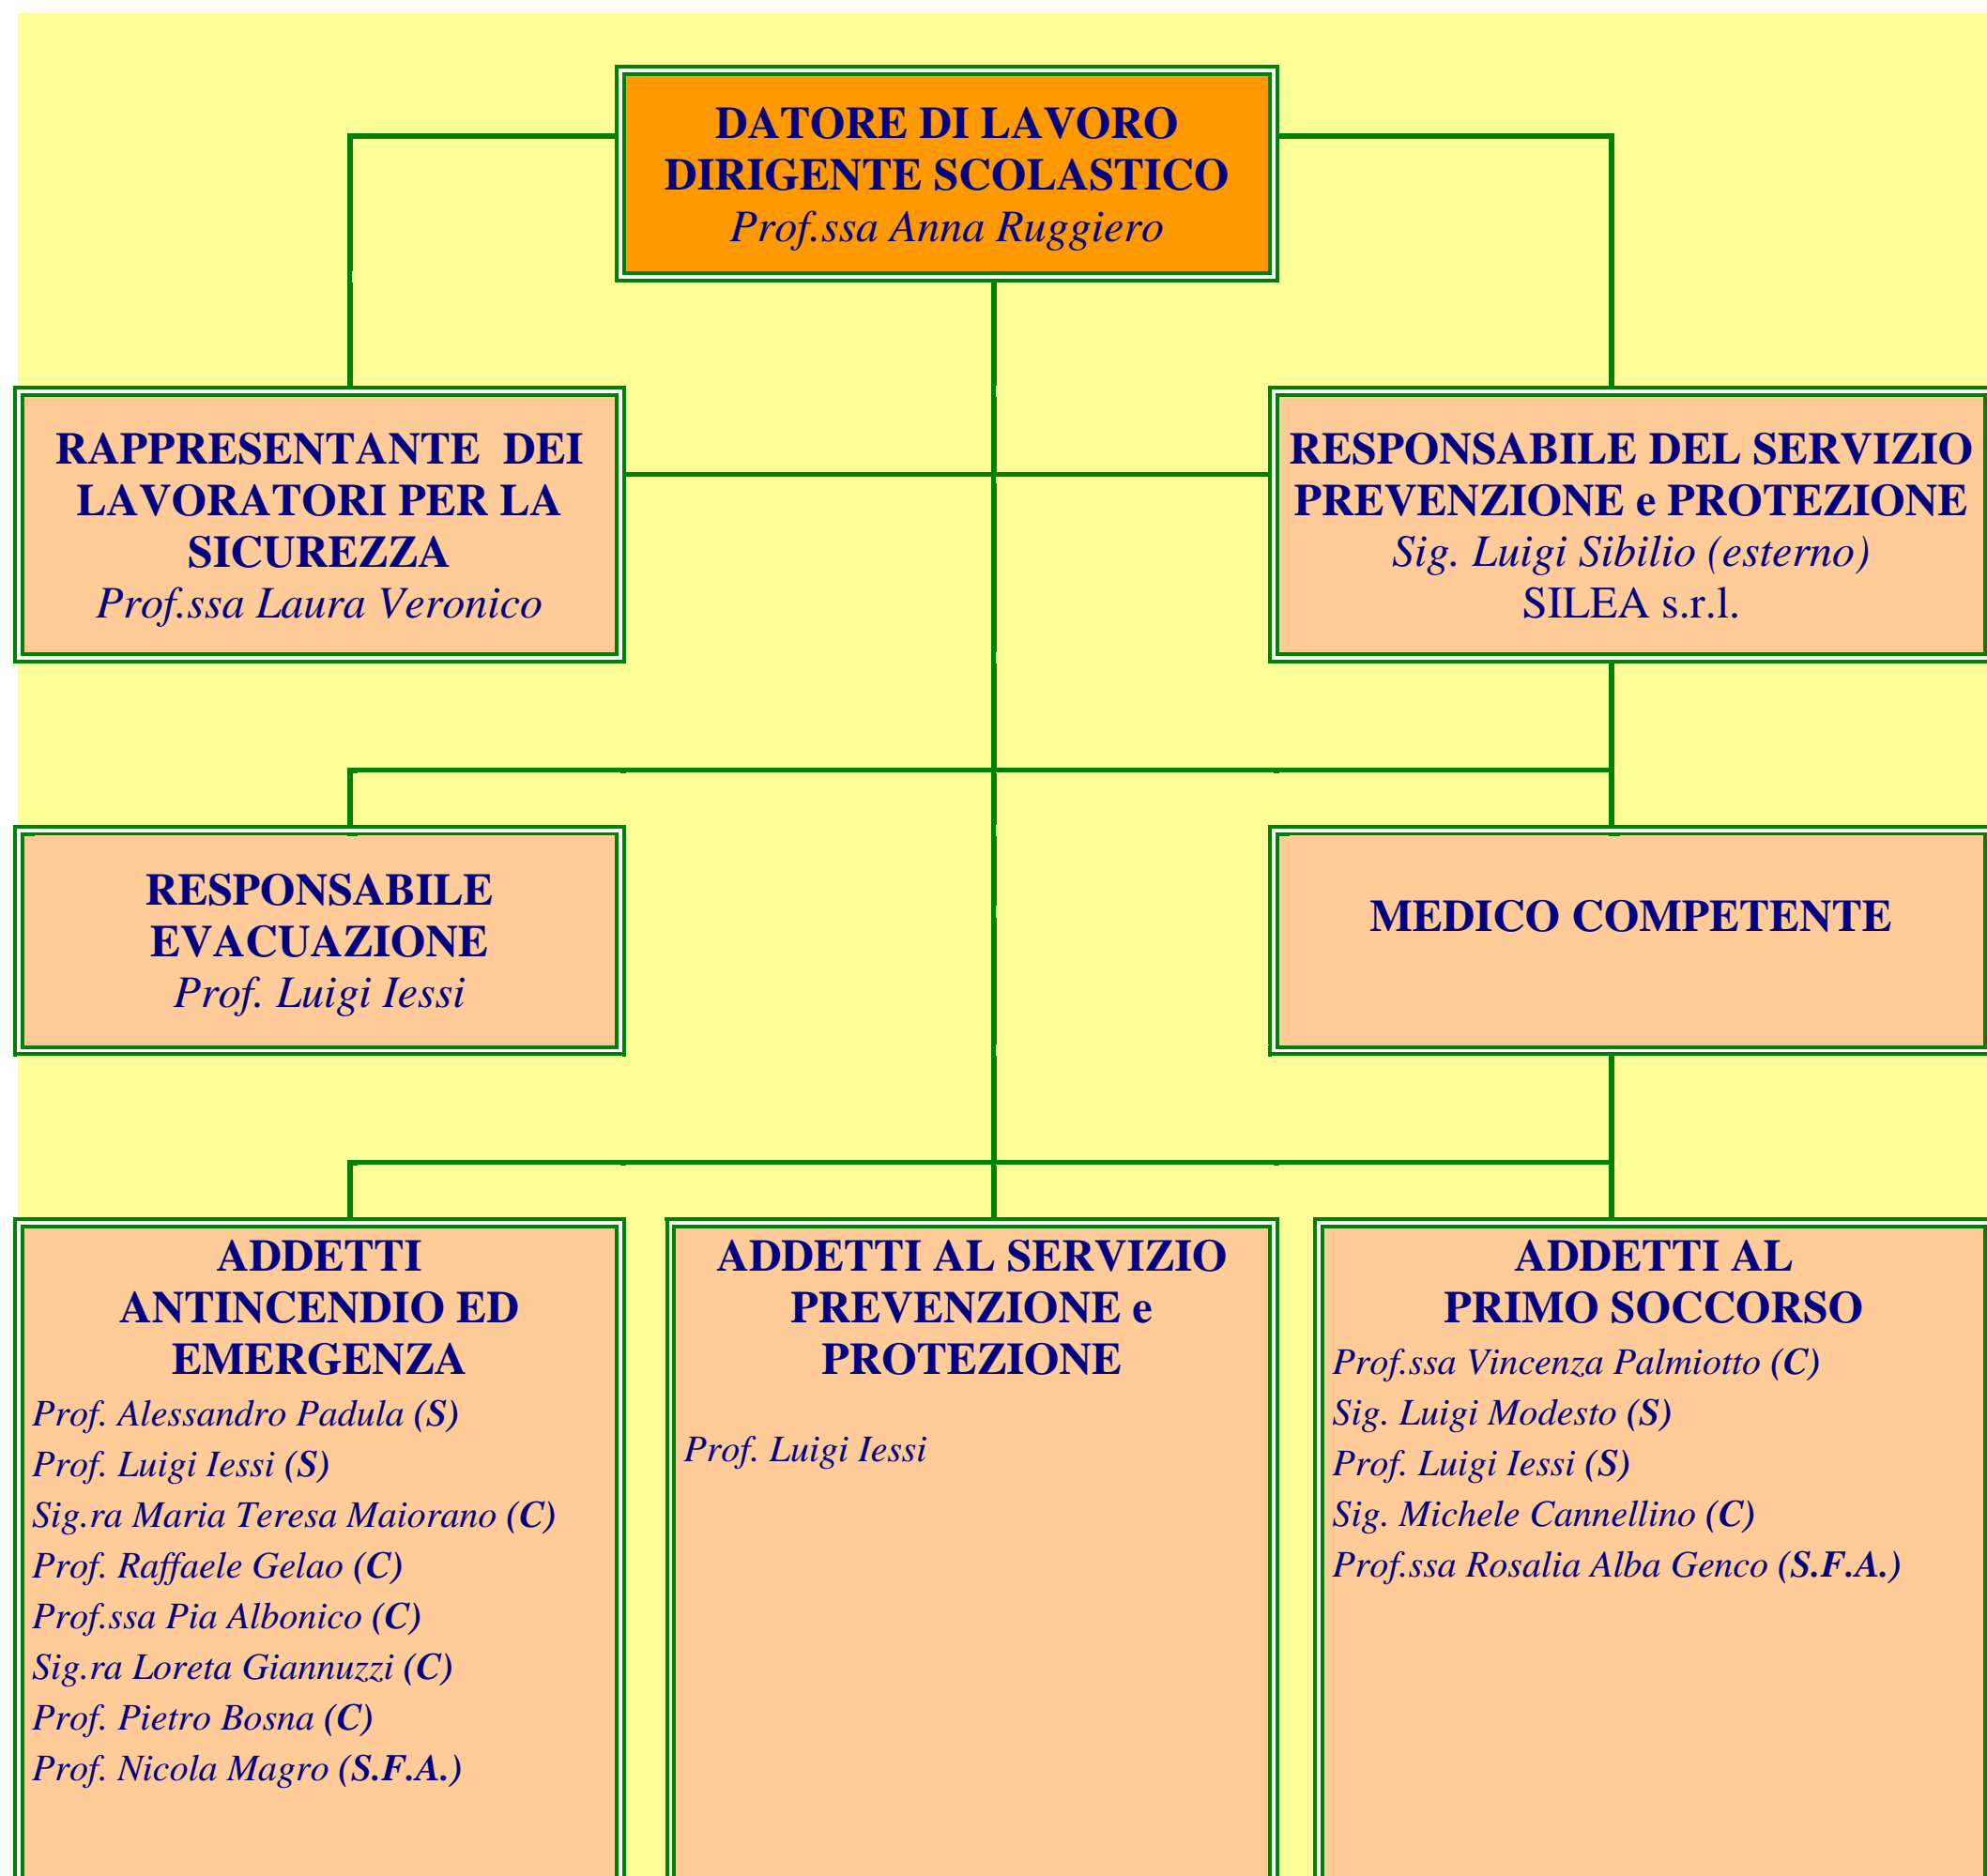 DATORE DI LAVORO
DIRIGENTE SCOLASTICO
Prof.ssa Anna Ruggiero
RAPPRESENTANTE DEI
LAVORATORI PER LA
SICUREZZA
Prof.ssa Laura Veronico
RESPONSABILE DEL SERVIZIO
PREVENZIONE e PROTEZIONE
Sig. Luigi Sibilio (esterno)
SILEA s.r.l.
RESPONSABILE
EVACUAZIONE
Prof. Luigi Iessi
MEDICO COMPETENTE
ADDETTI
ANTINCENDIO ED
EMERGENZA
Prof. Alessandro Padula (S)
Prof. Luigi Iessi (S)
Sig.ra Maria Teresa Maiorano (C)
Prof. Raffaele Gelao (C)
Prof.ssa Pia Albonico (C)
Sig.ra Loreta Giannuzzi (C)
Prof. Pietro Bosna (C)
Prof. Nicola Magro (S.F.A.)
ADDETTI AL SERVIZIO
PREVENZIONE e
PROTEZIONE
Prof. Luigi Iessi
ADDETTI AL
PRIMO SOCCORSO
Prof.ssa Vincenza Palmiotto (C)
Sig. Luigi Modesto (S)
Prof. Luigi Iessi (S)
Sig. Michele Cannellino (C)
Prof.ssa Rosalia Alba Genco (S.F.A.)